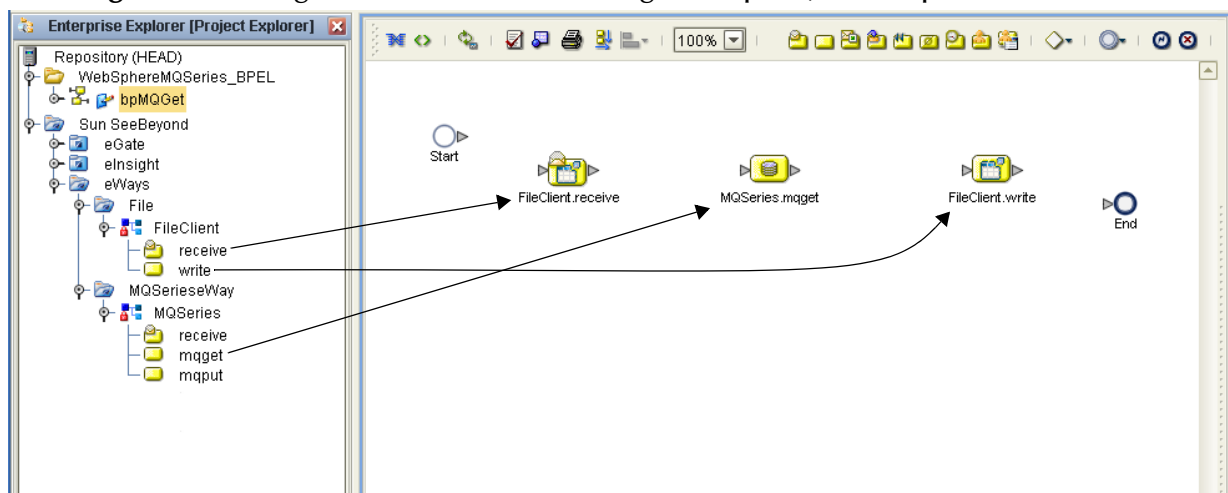 Enterprise Explorer [Project Explorer]
Repository (HEAD)
WebSphereMQSeries_BPEL
bpMQGet
Sun SeeBeyond
eGate
eInsight
eWays
File
FileClient
receive
write
MQSerieseWay
MQSeries
receive
mqget
mqput
100%
Start
FileClient.receive
MQSeries.mqget
FileClient.write
End